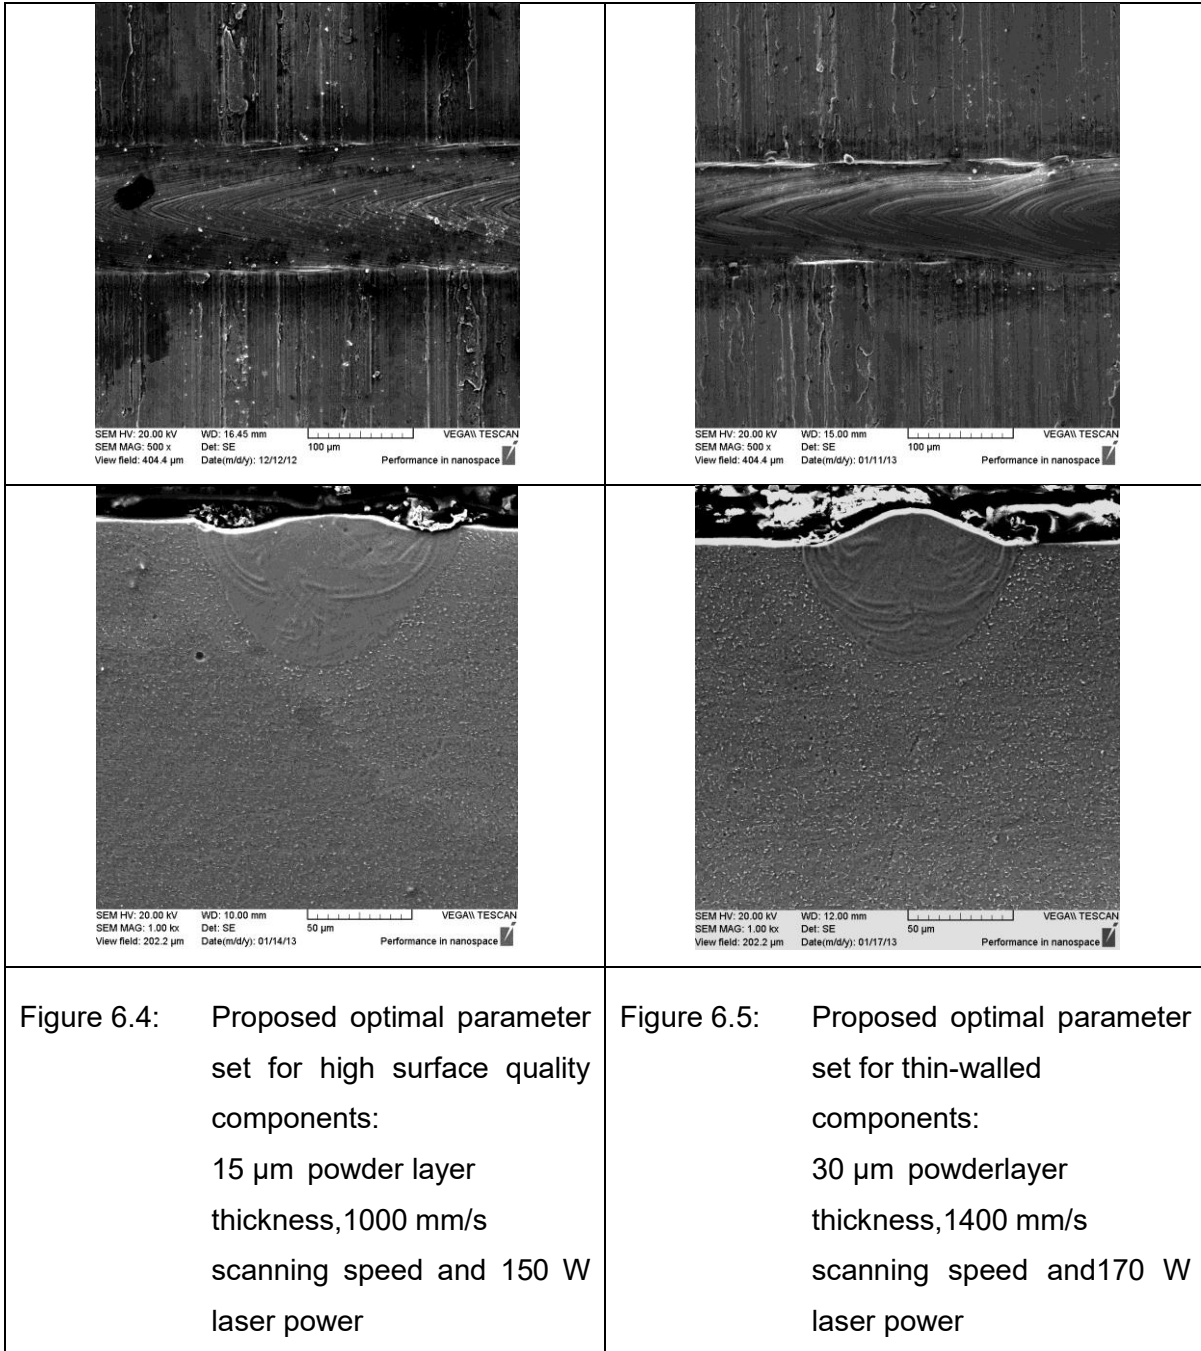 SEM HV: 20.00 kV WD: 16.45 mm VEGA\\ TESCAN
SEM MAG: 500 x Det: SE 100 µm
View field: 404.4 µm Date(m/d/y): 12/12/12 Performance in nanospace
SEM HV: 20.00 kV WD: 15.00 mm VEGA\\ TESCAN
SEM MAG: 500 x Det: SE 100 µm
View field: 404.4 µm Date(m/d/y): 01/11/13 Performance in nanospace
SEM HV: 20.00 kV WD: 10.00 mm VEGA\\ TESCAN
SEM MAG: 1.00 kx Det: SE 50 µm
View field: 202.2 µm Date(m/d/y): 01/14/13 Performance in nanospace
SEM HV: 20.00 kV WD: 12.00 mm VEGA\\ TESCAN
SEM MAG: 1.00 kx Det: SE 50 µm
View field: 202.2 µm Date(m/d/y): 01/17/13 Performance in nanospace
Figure 6.4: Proposed optimal parameter
set for high surface quality
components:
15 µm powder layer
thickness,1000 mm/s
scanning speed and 150 W
laser power
Figure 6.5: Proposed optimal parameter
set for thin-walled
components:
30 µm powderlayer
thickness,1400 mm/s
scanning speed and170 W
laser power